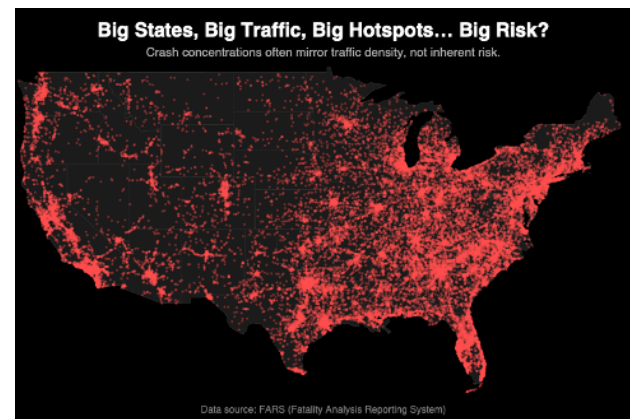 Big States, Big Traffic, Big Hotspots... Big Risk?
Crash concentrations often mirror traffic density, not inherent risk.
Data source: FARS (Fatality Analysis Reporting System)